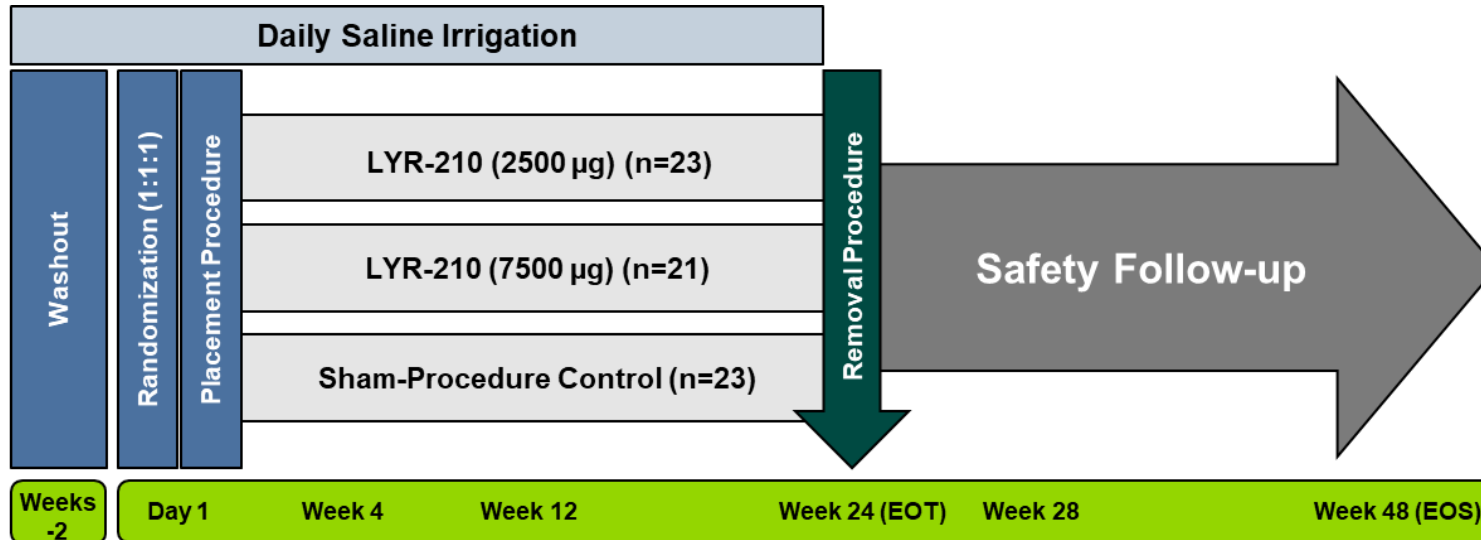 Daily Saline Irrigation
Washout
Randomization (1:1:1)
Placement Procedure
LYR-210 (2500 µg) (n=23)
LYR-210 (7500 µg) (n=21)
Sham-Procedure Control (n=23)
Removal Procedure
Safety Follow-up
Weeks
-2
Day 1
Week 4
Week 12
Week 24 (EOT)
Week 28
Week 48 (EOS)